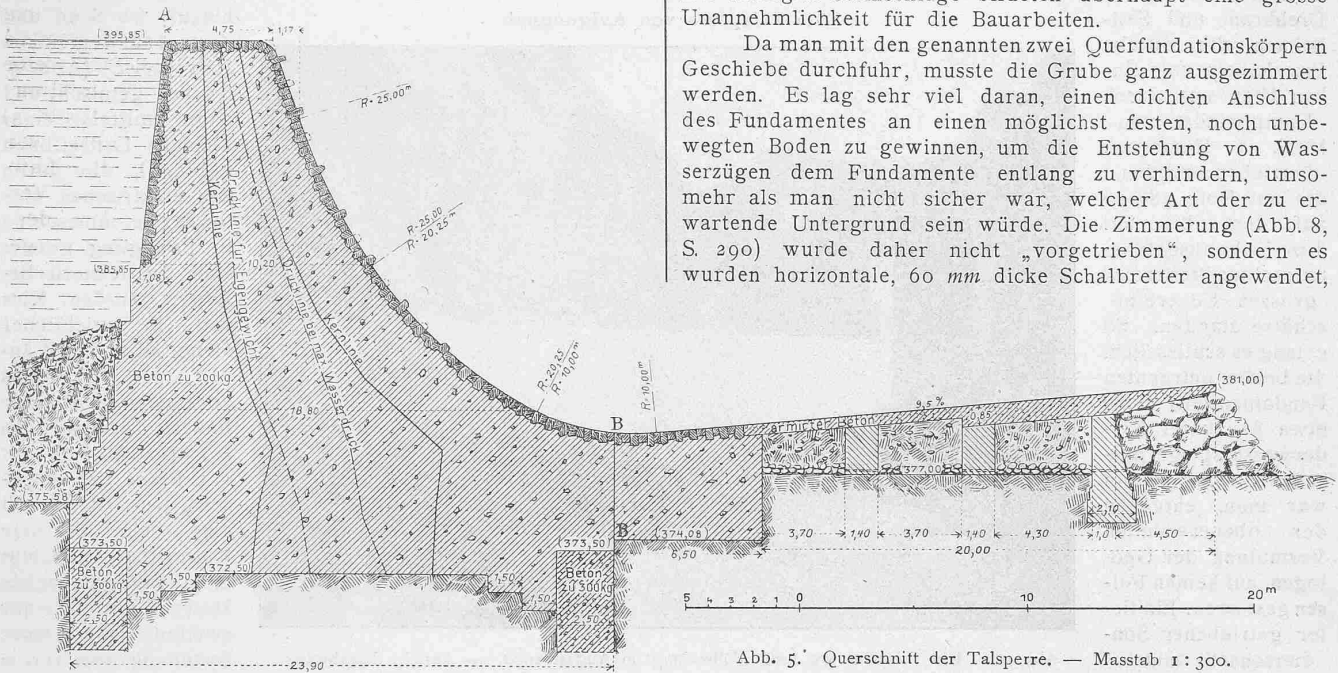 Unannehmlichkeit für die Bauarbeiten.
Da man mit den genannten zwei Querfundationskörpern
Geschiebe durchfuhr, musste die Grube ganz ausgezimmert
werden. Es lag sehr viel daran, einen dichten Anschluss
des Fundamentes an einen möglichst festen, noch unbe-
wegten Boden zu gewinnen, um die Entstehung von Was-
serzügen dem Fundamente entlang zu verhindern, umso-
mehr als man nicht sicher war, welcher Art der zu er-
wartende Untergrund sein würde. Die Zimmerung (Abb. 8,
S. 290) wurde daher nicht „vorgetrieben“, sondern es
wurden horizontale, 60 mm dicke Schalbretter angewendet,
A
(395,85)
4,75
1,17
R=25,00m
R=25,00
R=20,25m
(385,85)
1,08
10,20
Kernlinie
Drucklinie für Eigengewicht
Drucklinie bei max. Wasserdruck
Kernlinie
R=20,25
R=10,00m
R=10,00m
Beton zu 200kg.
18,80
B
9,5%
0,85
(381,00)
armierter Beton
(377,00)
(375,58)
(373,50)
(372,50)
(373,50)
B
(374,08)
6,50
3,70
1,40
3,70
1,40
4,30
1,0
2,10
4,50
20,00
Beton
zu 300kg
2,50
1,50
1,50
1,50
1,50
Beton
zu 300kg
2,50
23,90
5 4 3 2 1 0 10 20m
Abb. 5. Querschnitt der Talsperre. — Masstab 1 : 300.